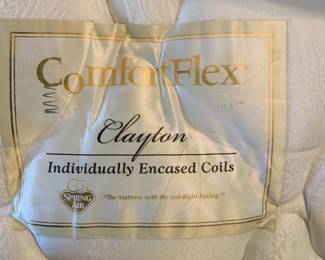 ComfortFlex®
Clayton
Individually Encased Coils
SPRING AIR
"The Mattress with the Just-Right Feeling."®